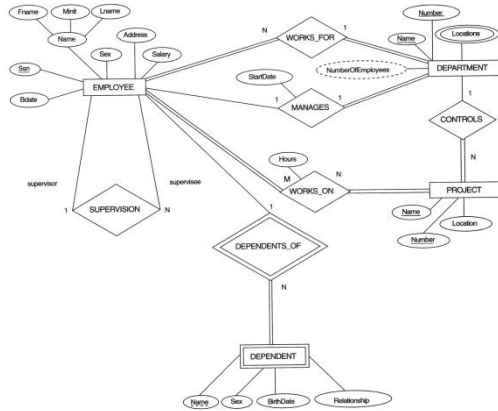 Fname
Minit
Lname
Number
Name
Address
N
WORKS_FOR
1
Locations
Sex
Salary
Name
Ssn
StartDate
NumberOfEmployees
DEPARTMENT
EMPLOYEE
Bdate
1
MANAGES
1
1
CONTROLS
Hours
supervisor
supervisee
M
WORKS_ON
N
N
PROJECT
1
SUPERVISION
N
1
Name
Location
Number
DEPENDENTS_OF
N
DEPENDENT
Name
Sex
BirthDate
Relationship